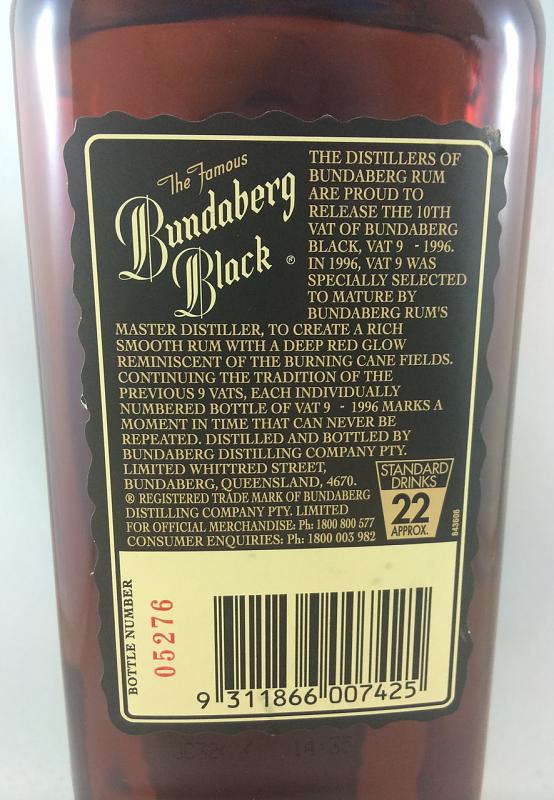 The Famous
Bundaberg
Black ®
THE DISTILLERS OF
BUNDABERG RUM
ARE PROUD TO
RELEASE THE 10TH
VAT OF BUNDABERG
BLACK, VAT 9 - 1996.
IN 1996, VAT 9 WAS
SPECIALLY SELECTED
TO MATURE BY
BUNDABERG RUM'S
MASTER DISTILLER, TO CREATE A RICH
SMOOTH RUM WITH A DEEP RED GLOW
REMINISCENT OF THE BURNING CANE FIELDS.
CONTINUING THE TRADITION OF THE
PREVIOUS 9 VATS, EACH INDIVIDUALLY
NUMBERED BOTTLE OF VAT 9 - 1996 MARKS A
MOMENT IN TIME THAT CAN NEVER BE
REPEATED. DISTILLED AND BOTTLED BY
BUNDABERG DISTILLING COMPANY PTY.
LIMITED WHITTRED STREET,
BUNDABERG, QUEENSLAND, 4670.
® REGISTERED TRADE MARK OF BUNDABERG
DISTILLING COMPANY PTY. LIMITED
FOR OFFICIAL MERCHANDISE: Ph: 1800 800 577
CONSUMER ENQUIRIES: Ph: 1800 003 982
STANDARD
DRINKS
22
APPROX.
843606
BOTTLE NUMBER
05276
9 311866 007425